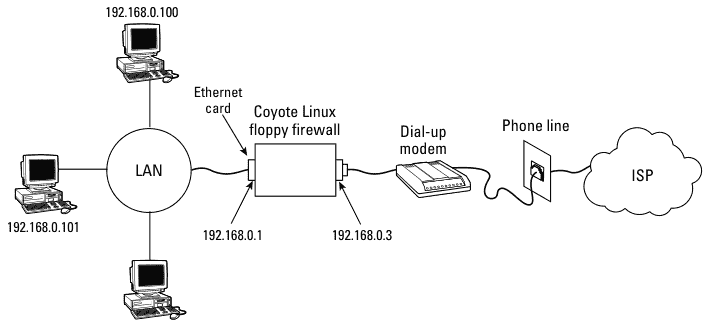 192.168.0.100
Ethernet
card
Coyote Linux
floppy firewall
Dial-up
modem
Phone line
LAN
ISP
192.168.0.101
192.168.0.1
192.168.0.3